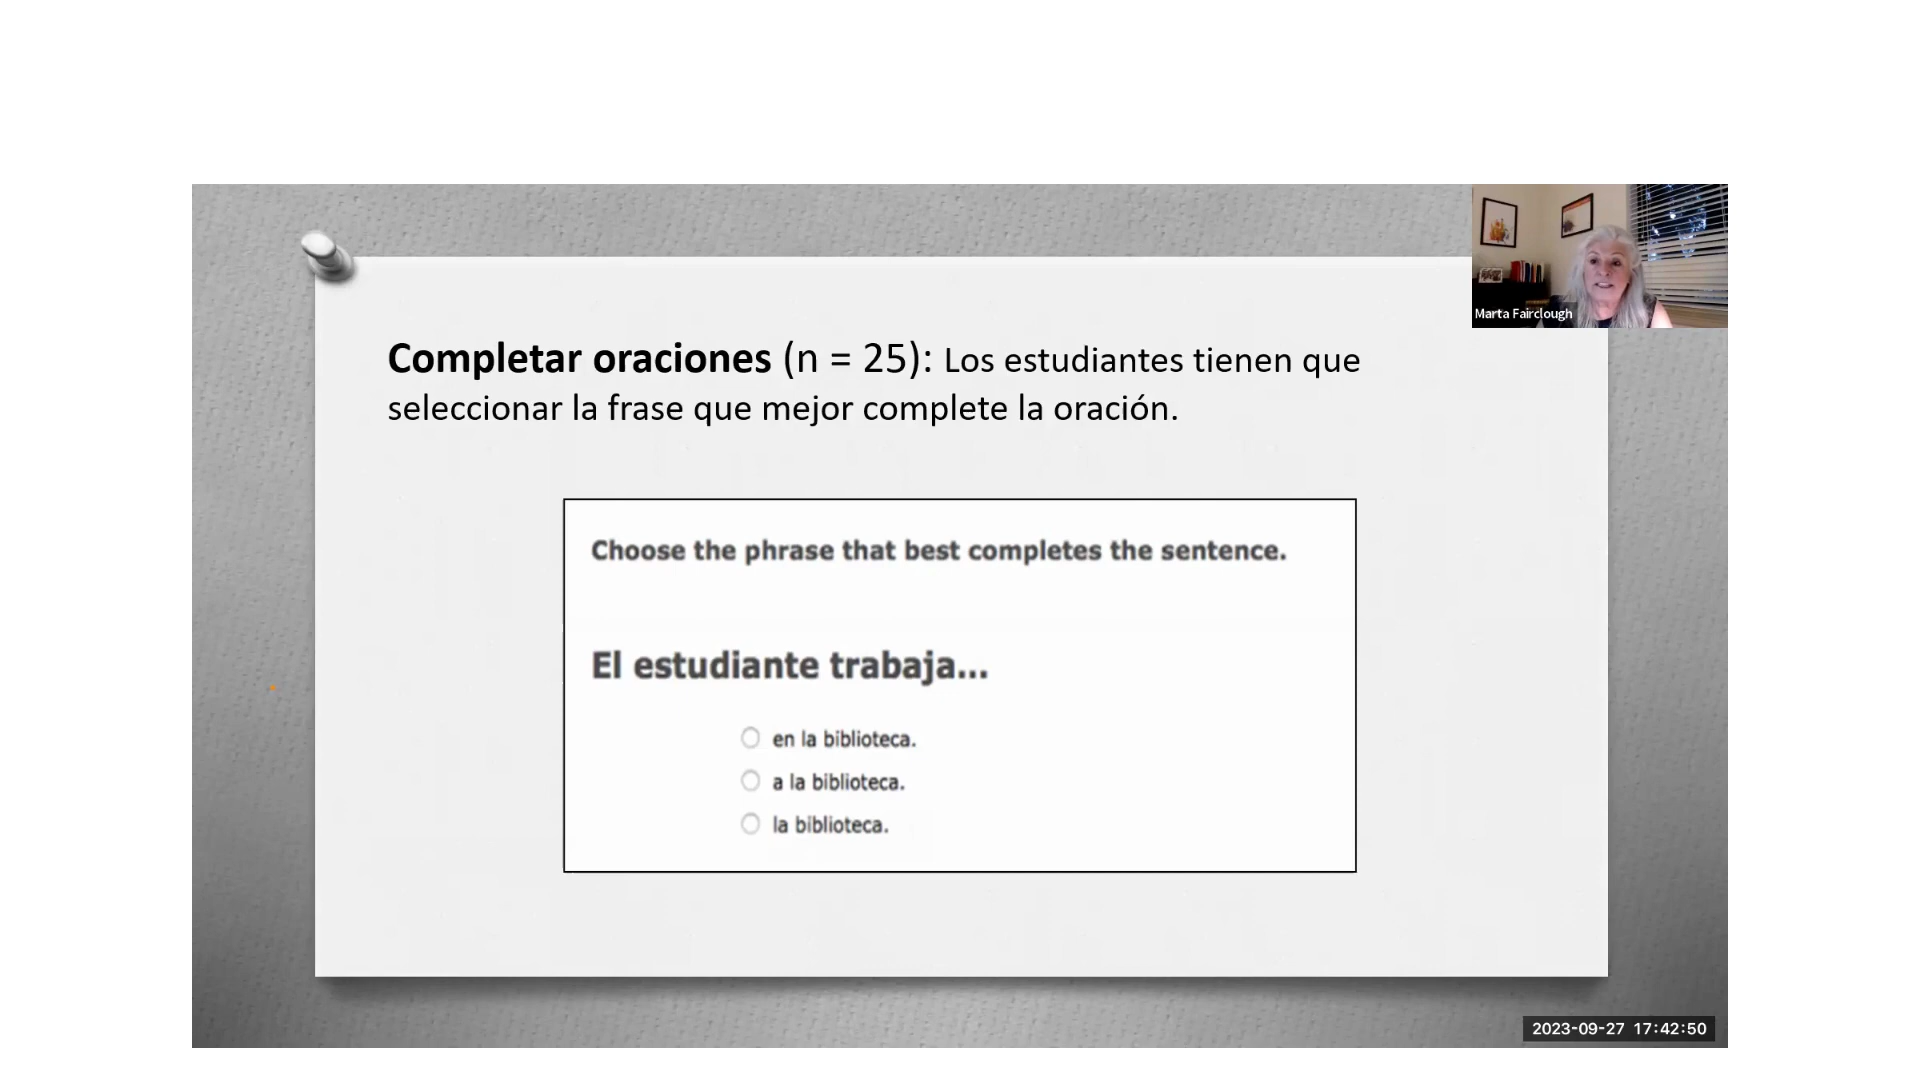 Marta Fairclough
Completar oraciones (n = 25): Los estudiantes tienen que
seleccionar la frase que mejor complete la oración.
Choose the phrase that best completes the sentence.
El estudiante trabaja...
en la biblioteca.
a la biblioteca.
la biblioteca.
2023-09-27 17:42:50